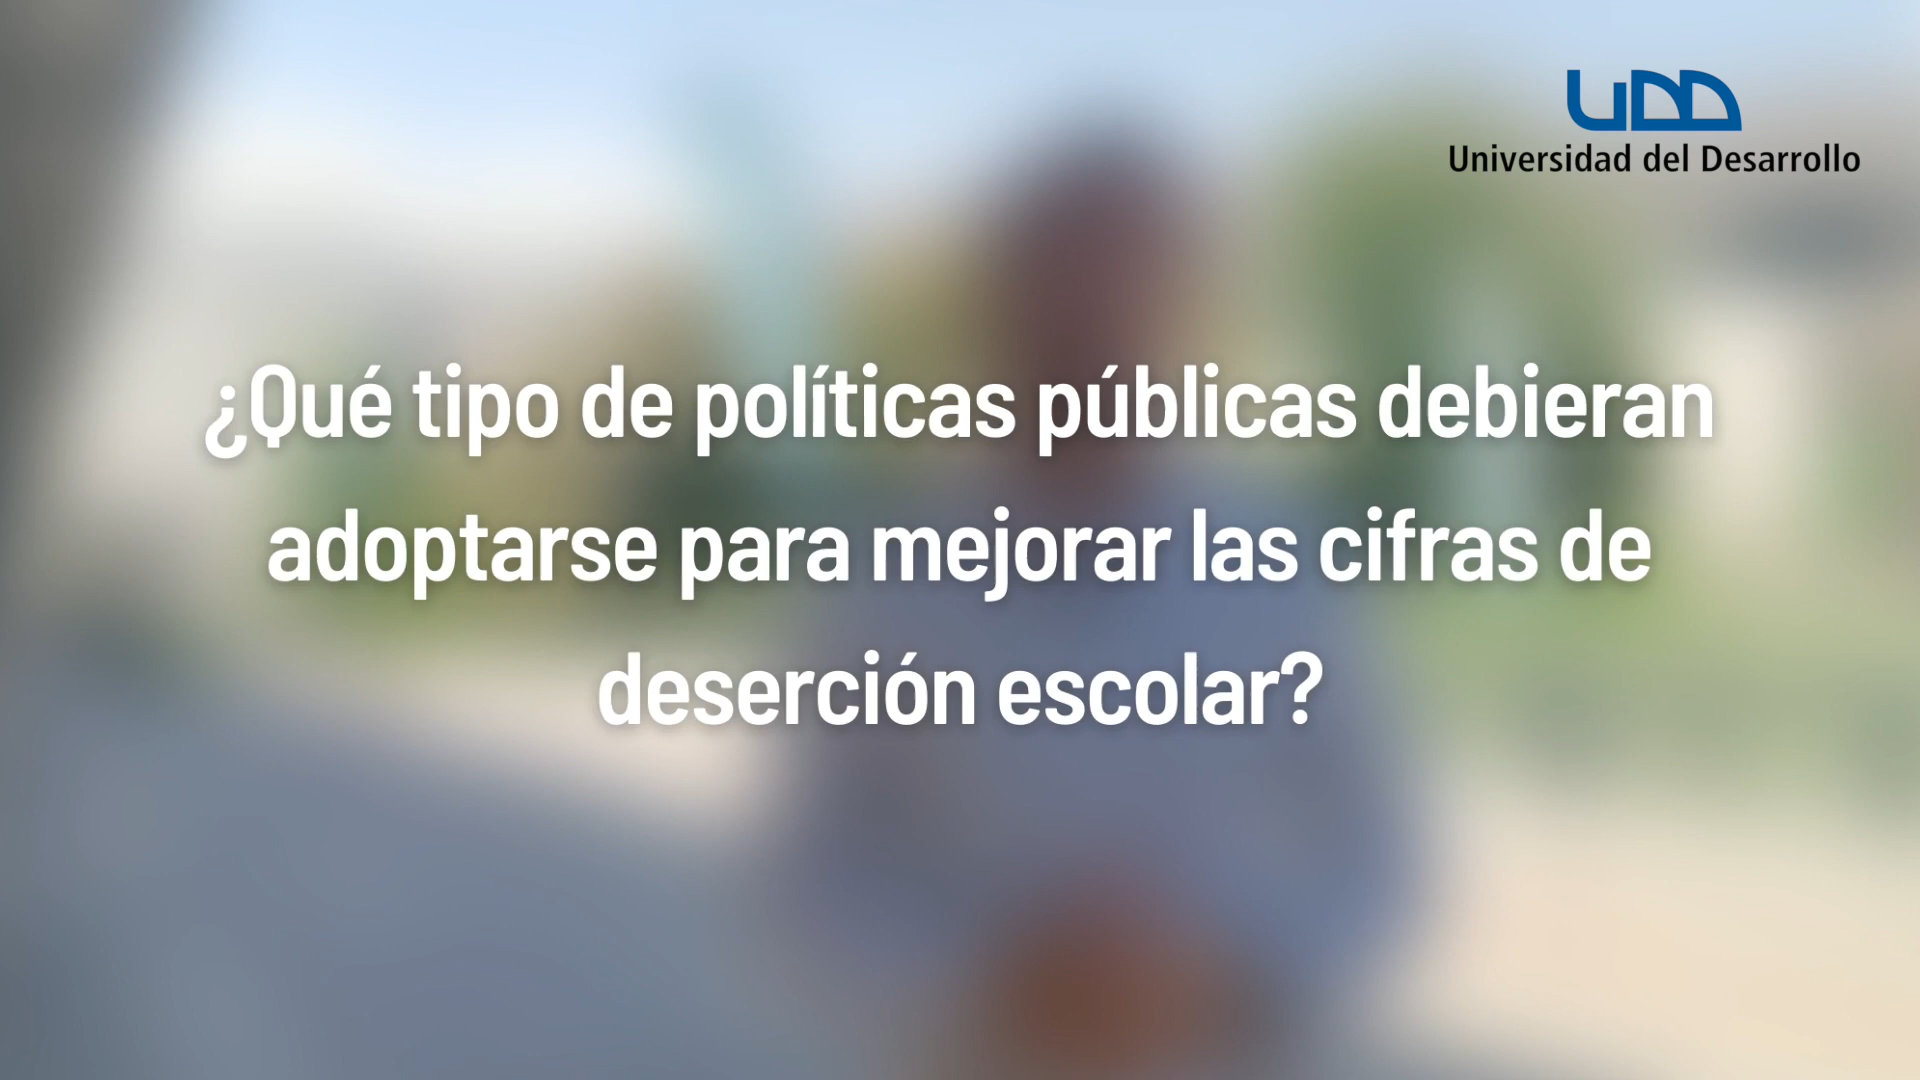 UDD
Universidad del Desarrollo
¿Qué tipo de políticas públicas debieran
adoptarse para mejorar las cifras de
deserción escolar?